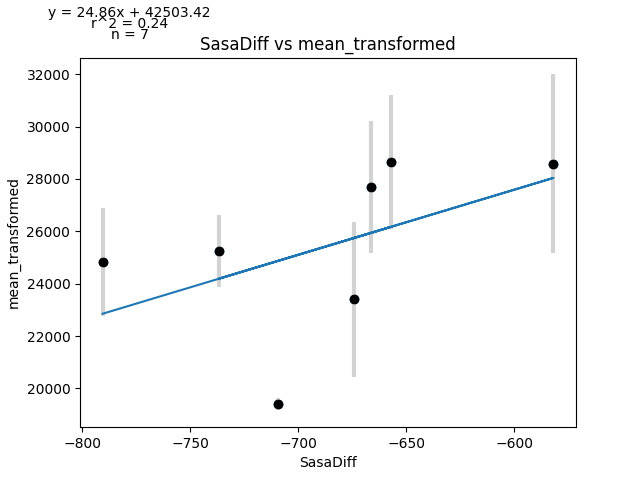 y = 24.86x + 42503.42
r^2 = 0.24
n = 7
SasaDiff vs mean_transformed
32000
30000
28000
26000
24000
22000
20000
mean_transformed
−800
−750
−700
−650
−600
SasaDiff